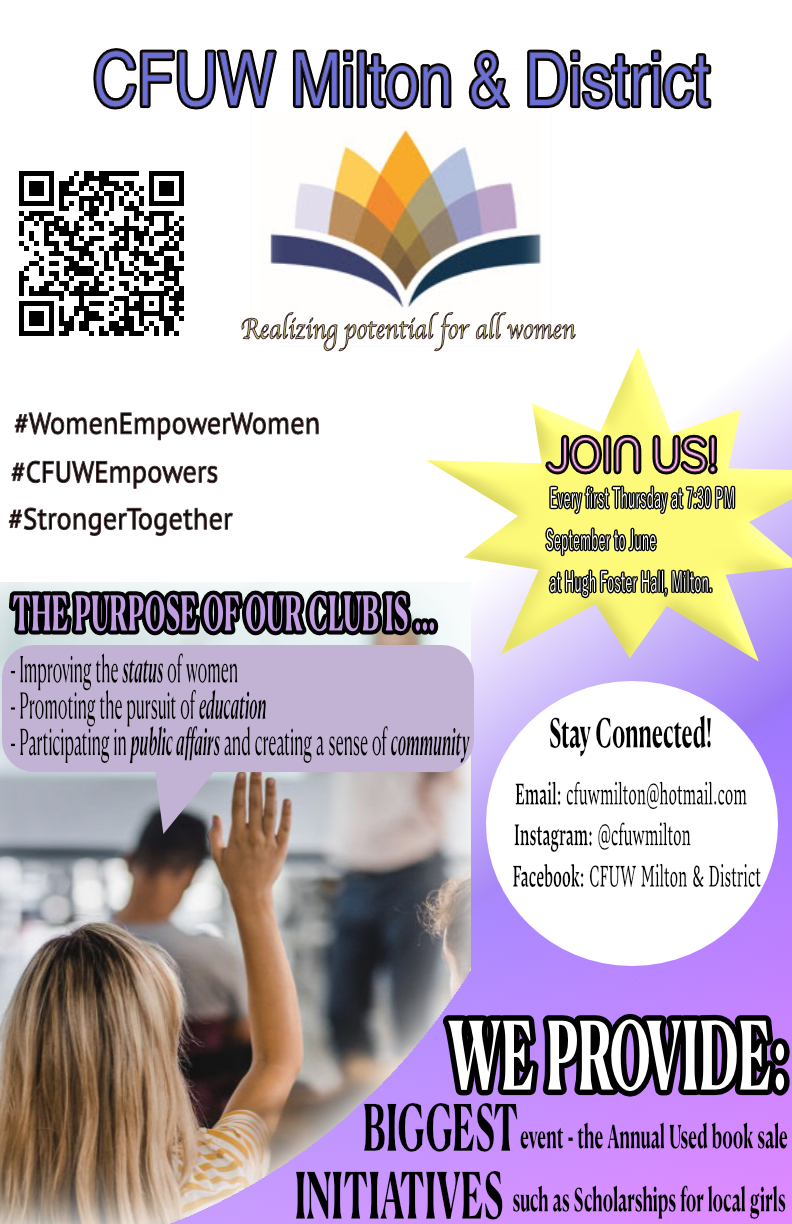 CFUW Milton & District
Realizing potential for all women
#WomenEmpowerWomen
#CFUWEmpowers
#StrongerTogether
JOIN US!
Every first Thursday at 7:30 PM
September to June
at Hugh Foster Hall, Milton.
THE PURPOSE OF OUR CLUB IS ...
- Improving the status of women
- Promoting the pursuit of education
- Participating in public affairs and creating a sense of community
Stay Connected!
Email: cfuwmilton@hotmail.com
Instagram: @cfuwmilton
Facebook: CFUW Milton & District
WE PROVIDE:
BIGGEST event - the Annual Used book sale
INITIATIVES such as Scholarships for local girls